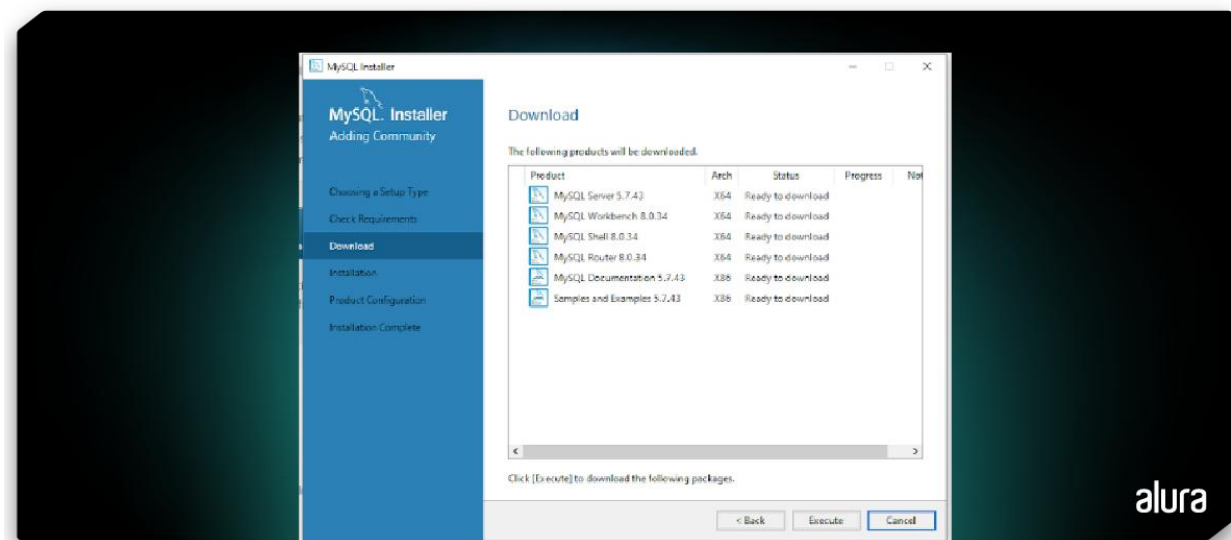 MySQL Installer
MySQL. Installer
Adding Community
Choosing a Setup Type
Check Requirements
Download
Installation
Product Configuration
Installation Complete
Download
The following products will be downloaded.
Product Arch Status Progress Not
MySQL Server 5.7.43 X64 Ready to download
MySQL Workbench 8.0.34 X64 Ready to download
MySQL Shell 8.0.34 X64 Ready to download
MySQL Router 8.0.34 X64 Ready to download
MySQL Documentation 5.7.43 X86 Ready to download
Samples and Examples 5.7.43 X86 Ready to download
Click [Execute] to download the following packages.
< Back Execute Cancel
alura